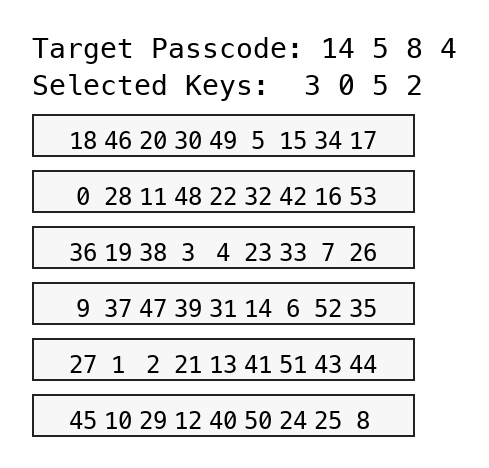 Target Passcode: 14 5 8 4
Selected Keys: 3 0 5 2
18 46 20 30 49 5 15 34 17
0 28 11 48 22 32 42 16 53
36 19 38 3 4 23 33 7 26
9 37 47 39 31 14 6 52 35
27 1 2 21 13 41 51 43 44
45 10 29 12 40 50 24 25 8